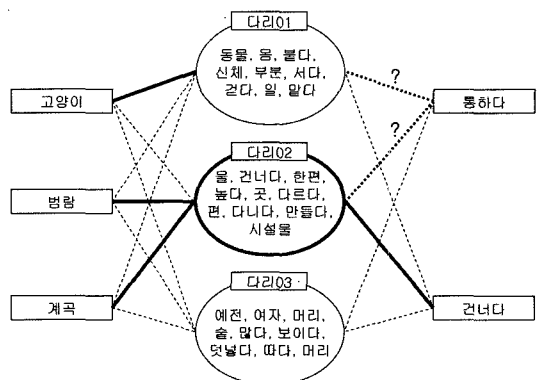 다리01
동물, 몸, 붙다,
신체, 부분, 서다,
걷다, 일, 맡다
?
고양이
통하다
?
다리02
물, 건너다, 한편,
높다, 곳, 다르다,
편, 다니다, 만들다,
시설물
범람
다리03
계곡
건너다
예전, 여자, 머리,
숱, 많다, 보이다,
덧넣다, 따다, 머리